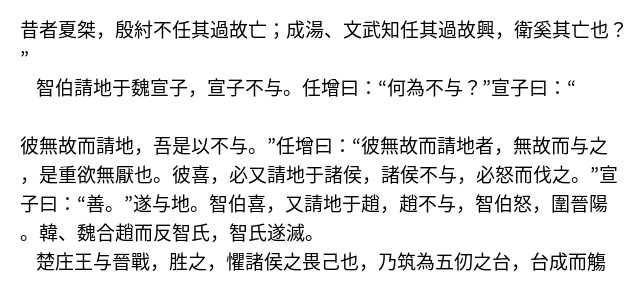 昔者夏桀，殷紂不任其過故亡；成湯、文武知任其過故興，衛奚其亡也？
”
智伯請地于魏宣子，宣子不与。任增曰：“何為不与？”宣子曰：“
彼無故而請地，吾是以不与。”任增曰：“彼無故而請地者，無故而与之
，是重欲無厭也。彼喜，必又請地于諸侯，諸侯不与，必怒而伐之。”宣
子曰：“善。”遂与地。智伯喜，又請地于趙，趙不与，智伯怒，圍晉陽
。韓、魏合趙而反智氏，智氏遂滅。
楚庄王与晉戰，胜之，懼諸侯之畏己也，乃筑為五仞之台，台成而觴